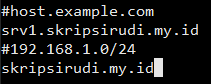 #host.example.com
srv1.skripsirudi.my.id
#192.168.1.0/24
skripsirudi.my.id